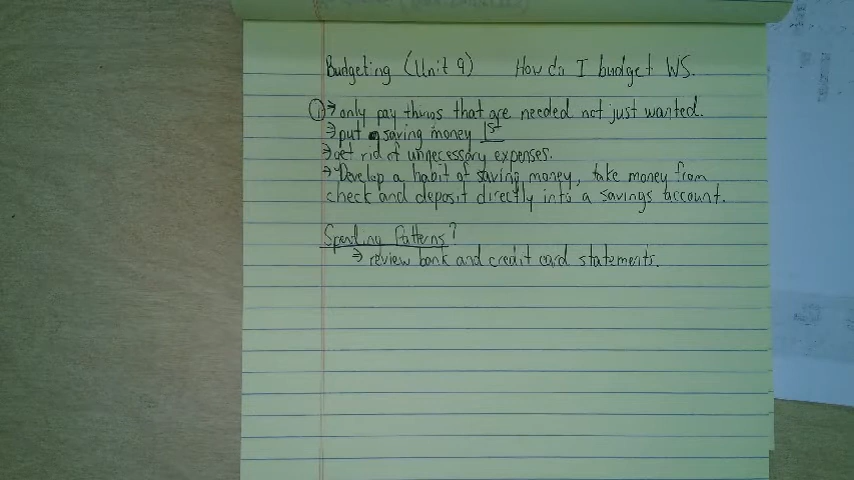 Budgeting (Unit 9) How do I budget WS.
① → only pay things that are needed not just wanted.
→ put saving money 1st
→ Get rid of unnecessary expenses.
→ Develop a habit of saving money, take money from
check and deposit directly into a savings account.
Spending Patterns?
→ review bank and credit card statements.